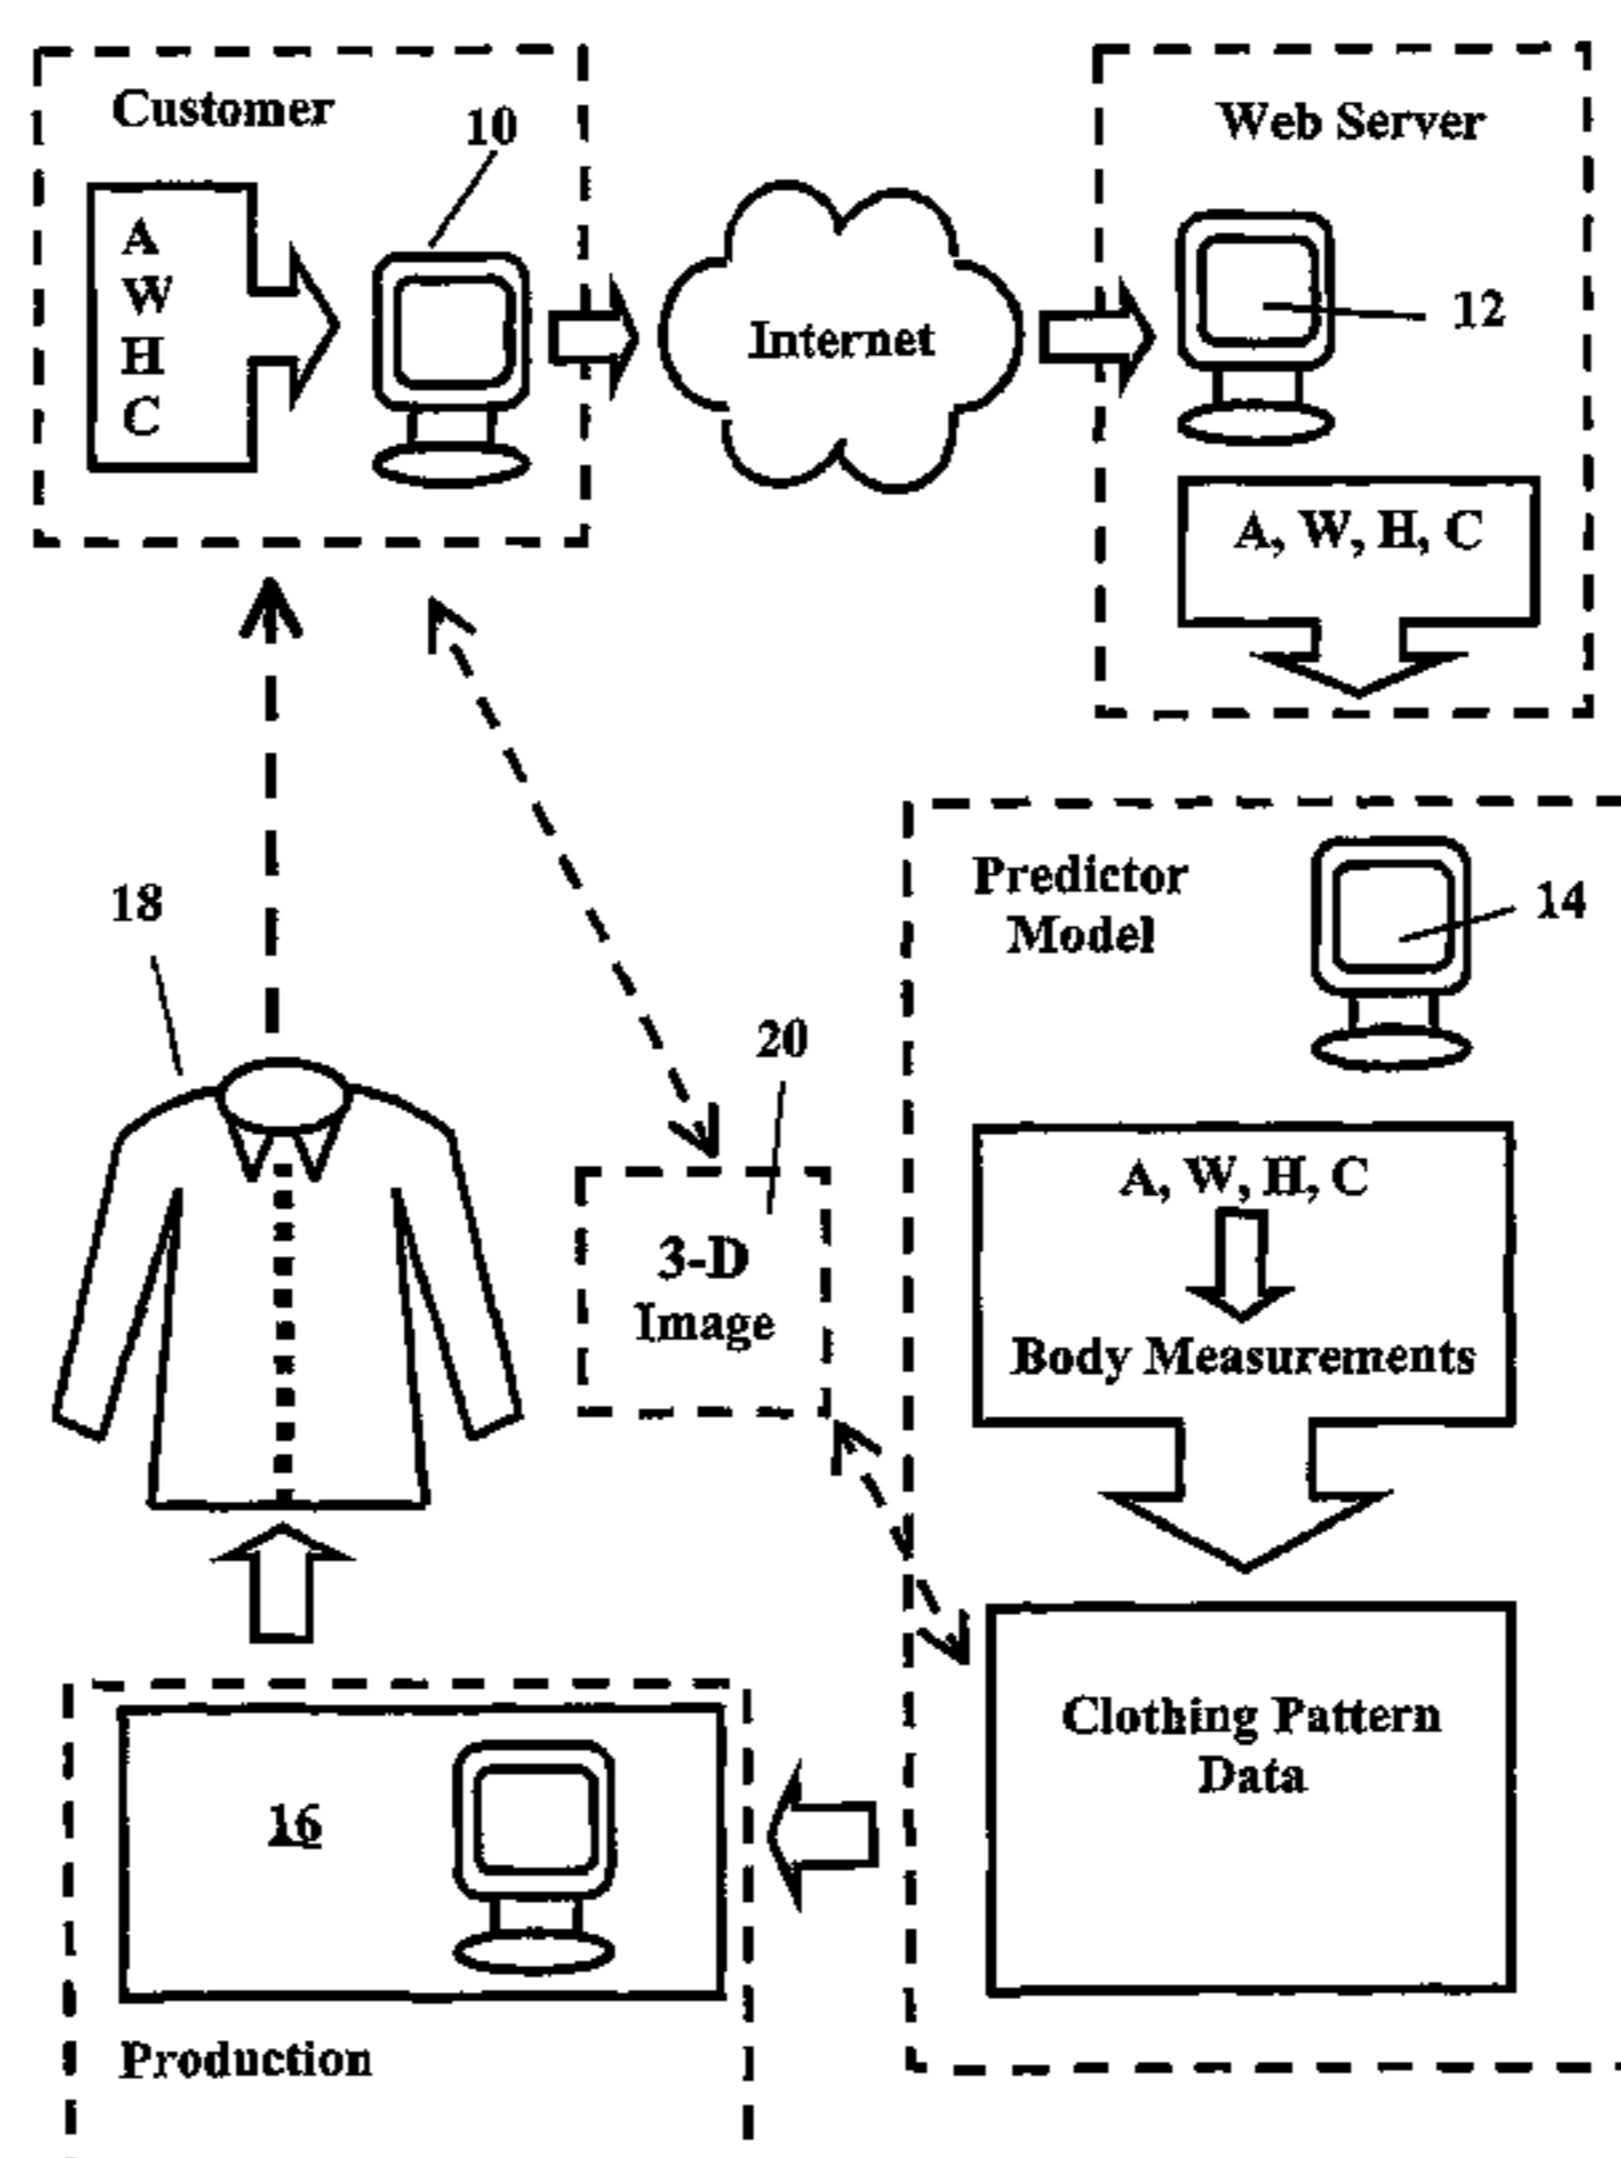 Customer
10
A
W
H
C
Internet
Web Server
12
A, W, H, C
Predictor
Model
14
A, W, H, C
Body Measurements
Clothing Pattern
Data
18
20
3-D
Image
16
Production